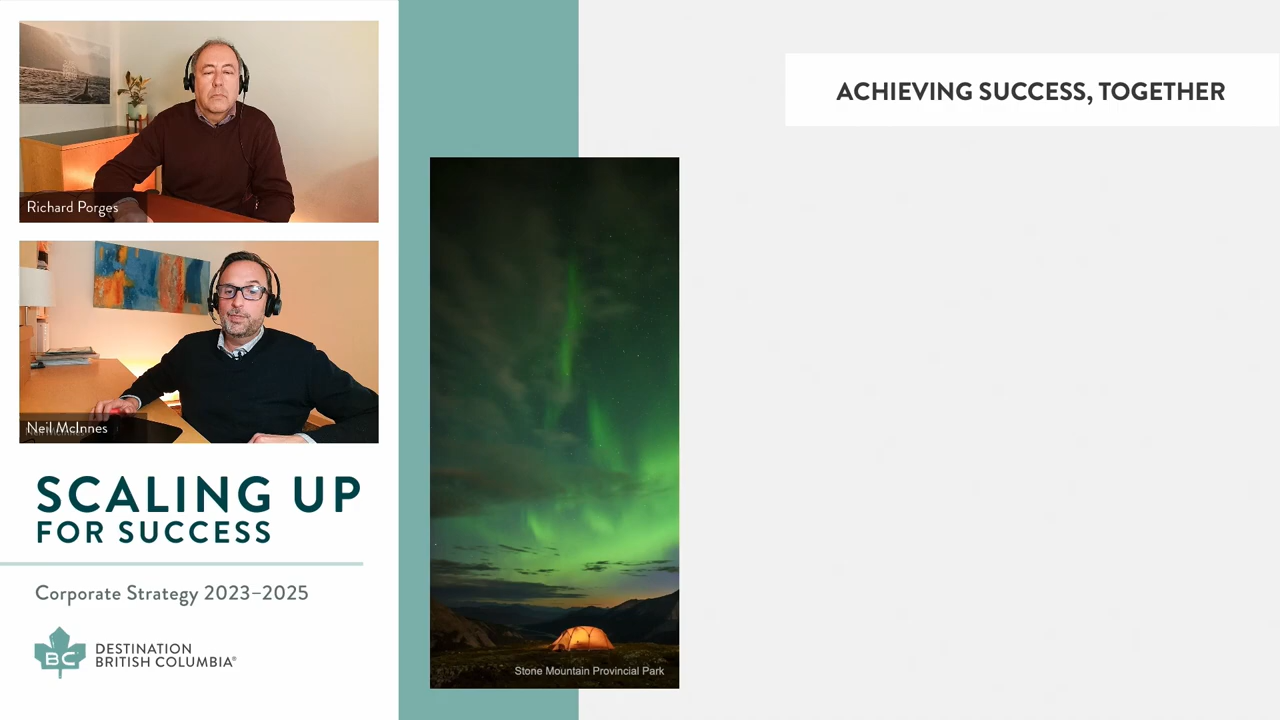 Richard Porges
Neil McInnes
SCALING UP
FOR SUCCESS
Corporate Strategy 2023–2025
BC
DESTINATION
BRITISH COLUMBIA®
ACHIEVING SUCCESS, TOGETHER
Stone Mountain Provincial Park